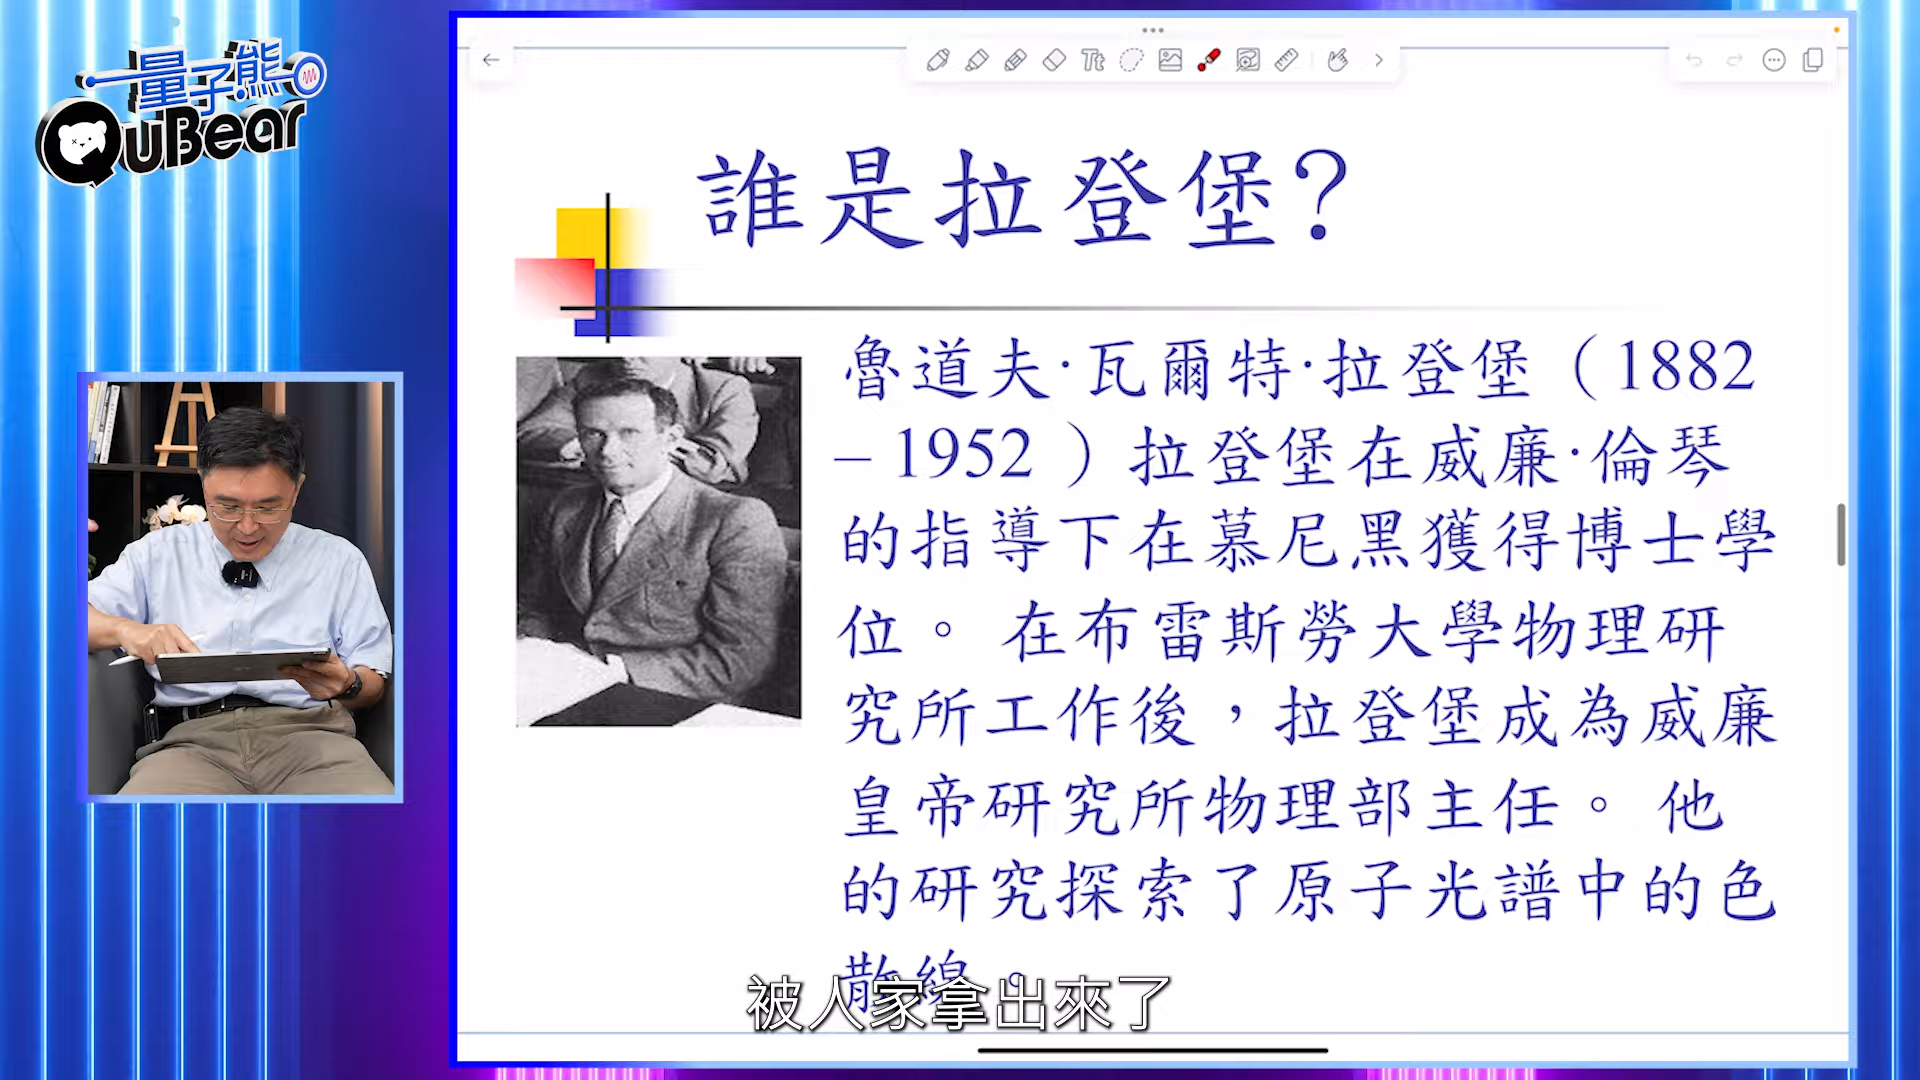 量子熊
QuBear
Tt
誰是拉登堡?
魯道夫·瓦爾特·拉登堡（1882
– 1952 ）拉登堡在威廉·倫琴
的指導下在慕尼黑獲得博士學
位。 在布雷斯勞大學物理研
究所工作後，拉登堡成為威廉
皇帝研究所物理部主任。 他
的研究探索了原子光譜中的色
散線。
被人家拿出來了